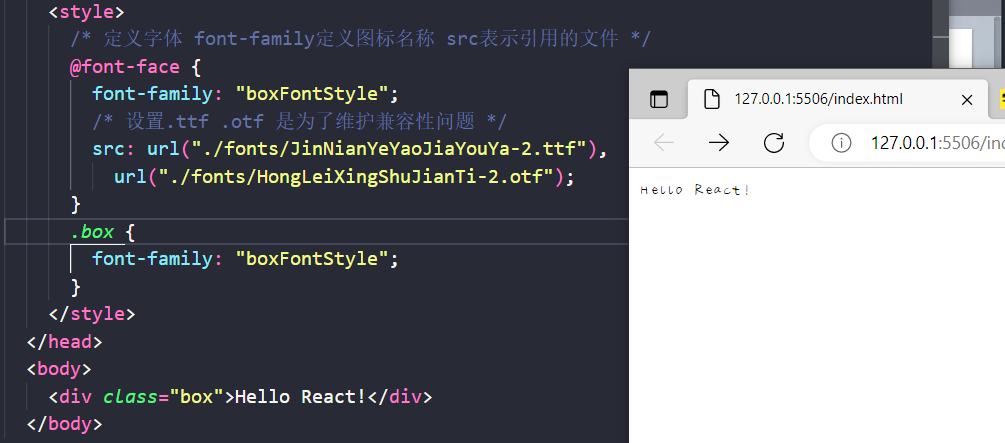 <style>
/* 定义字体 font-family定义图标名称 src表示引用的文件 */
@font-face {
font-family: "boxFontStyle";
/* 设置.ttf .otf 是为了维护兼容性问题 */
src: url("./fonts/JinNianYeYaoJiaYouYa-2.ttf"),
url("./fonts/HongLeiXingShuJianTi-2.otf");
}
.box {
font-family: "boxFontStyle";
}
</style>
</head>
<body>
<div class="box">Hello React!</div>
</body>
127.0.0.1:5506/index.html
127.0.0.1:5506/inc
Hello React!